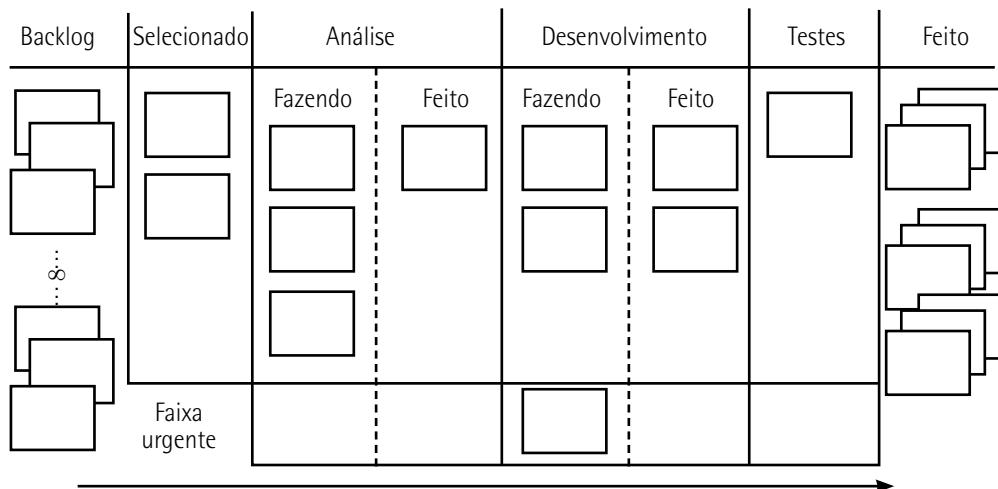 Backlog
Selecionado
Análise
Desenvolvimento
Testes
Feito
Fazendo
Feito
Fazendo
Feito
.....8.....
Faixa
urgente